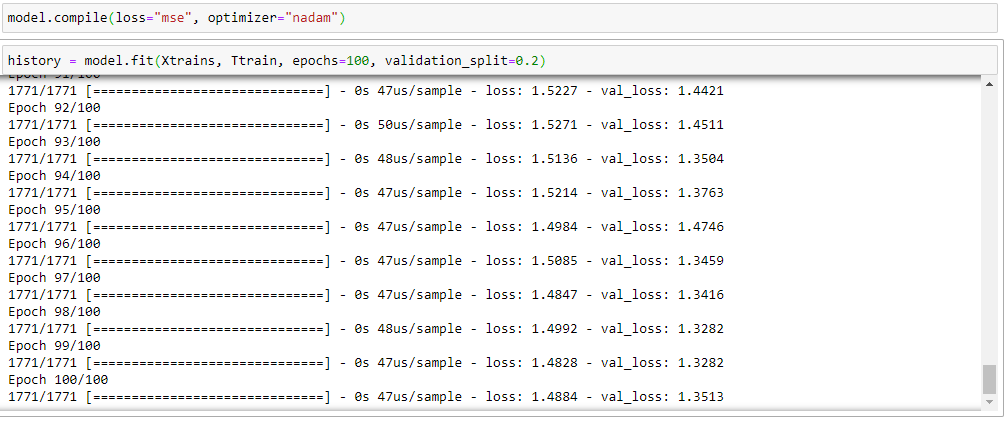 model.compile(loss="mse", optimizer="nadam")
history = model.fit(Xtrains, Ttrain, epochs=100, validation_split=0.2)
Epoch 91/100
1771/1771 [==============================] - 0s 47us/sample - loss: 1.5227 - val_loss: 1.4421
Epoch 92/100
1771/1771 [==============================] - 0s 50us/sample - loss: 1.5271 - val_loss: 1.4511
Epoch 93/100
1771/1771 [==============================] - 0s 48us/sample - loss: 1.5136 - val_loss: 1.3504
Epoch 94/100
1771/1771 [==============================] - 0s 47us/sample - loss: 1.5214 - val_loss: 1.3763
Epoch 95/100
1771/1771 [==============================] - 0s 47us/sample - loss: 1.4984 - val_loss: 1.4746
Epoch 96/100
1771/1771 [==============================] - 0s 47us/sample - loss: 1.5085 - val_loss: 1.3459
Epoch 97/100
1771/1771 [==============================] - 0s 47us/sample - loss: 1.4847 - val_loss: 1.3416
Epoch 98/100
1771/1771 [==============================] - 0s 48us/sample - loss: 1.4992 - val_loss: 1.3282
Epoch 99/100
1771/1771 [==============================] - 0s 47us/sample - loss: 1.4828 - val_loss: 1.3282
Epoch 100/100
1771/1771 [==============================] - 0s 47us/sample - loss: 1.4884 - val_loss: 1.3513